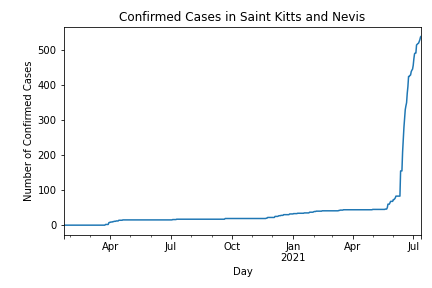 Confirmed Cases in Saint Kitts and Nevis
Number of Confirmed Cases
500
400
300
200
100
0
Apr Jul Oct Jan Apr Jul
2021
Day